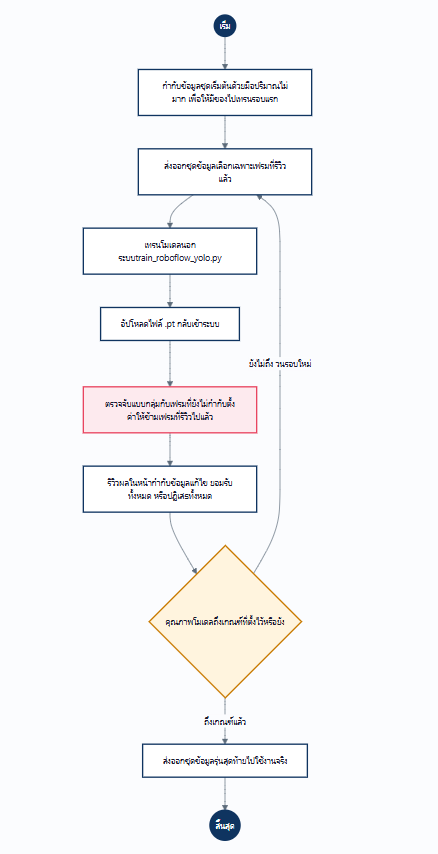 เริ่ม
กำกับข้อมูลชุดเริ่มต้นด้วยมือปริมาณไม่
มาก เพื่อให้มีของไปเทรนรอบแรก
ส่งออกชุดข้อมูลเลือกเฉพาะเฟรมที่รีวิว
แล้ว
เทรนโมเดลนอก
ระบบtrain_roboflow_yolo.py
อัปโหลดไฟล์ .pt กลับเข้าระบบ
ยังไม่ถึง วนรอบใหม่
ตรวจจับแบบกลุ่มกับเฟรมที่ยังไม่กำกับตั้ง
ค่าให้ข้ามเฟรมที่รีวิวไปแล้ว
รีวิวผลในหน้ากำกับข้อมูลแก้ไข ยอมรับ
ทั้งหมด หรือปฏิเสธทั้งหมด
คุณภาพโมเดลถึงเกณฑ์ที่ตั้งไว้หรือยัง
ถึงเกณฑ์แล้ว
ส่งออกชุดข้อมูลรุ่นสุดท้ายไปใช้งานจริง
สิ้นสุด